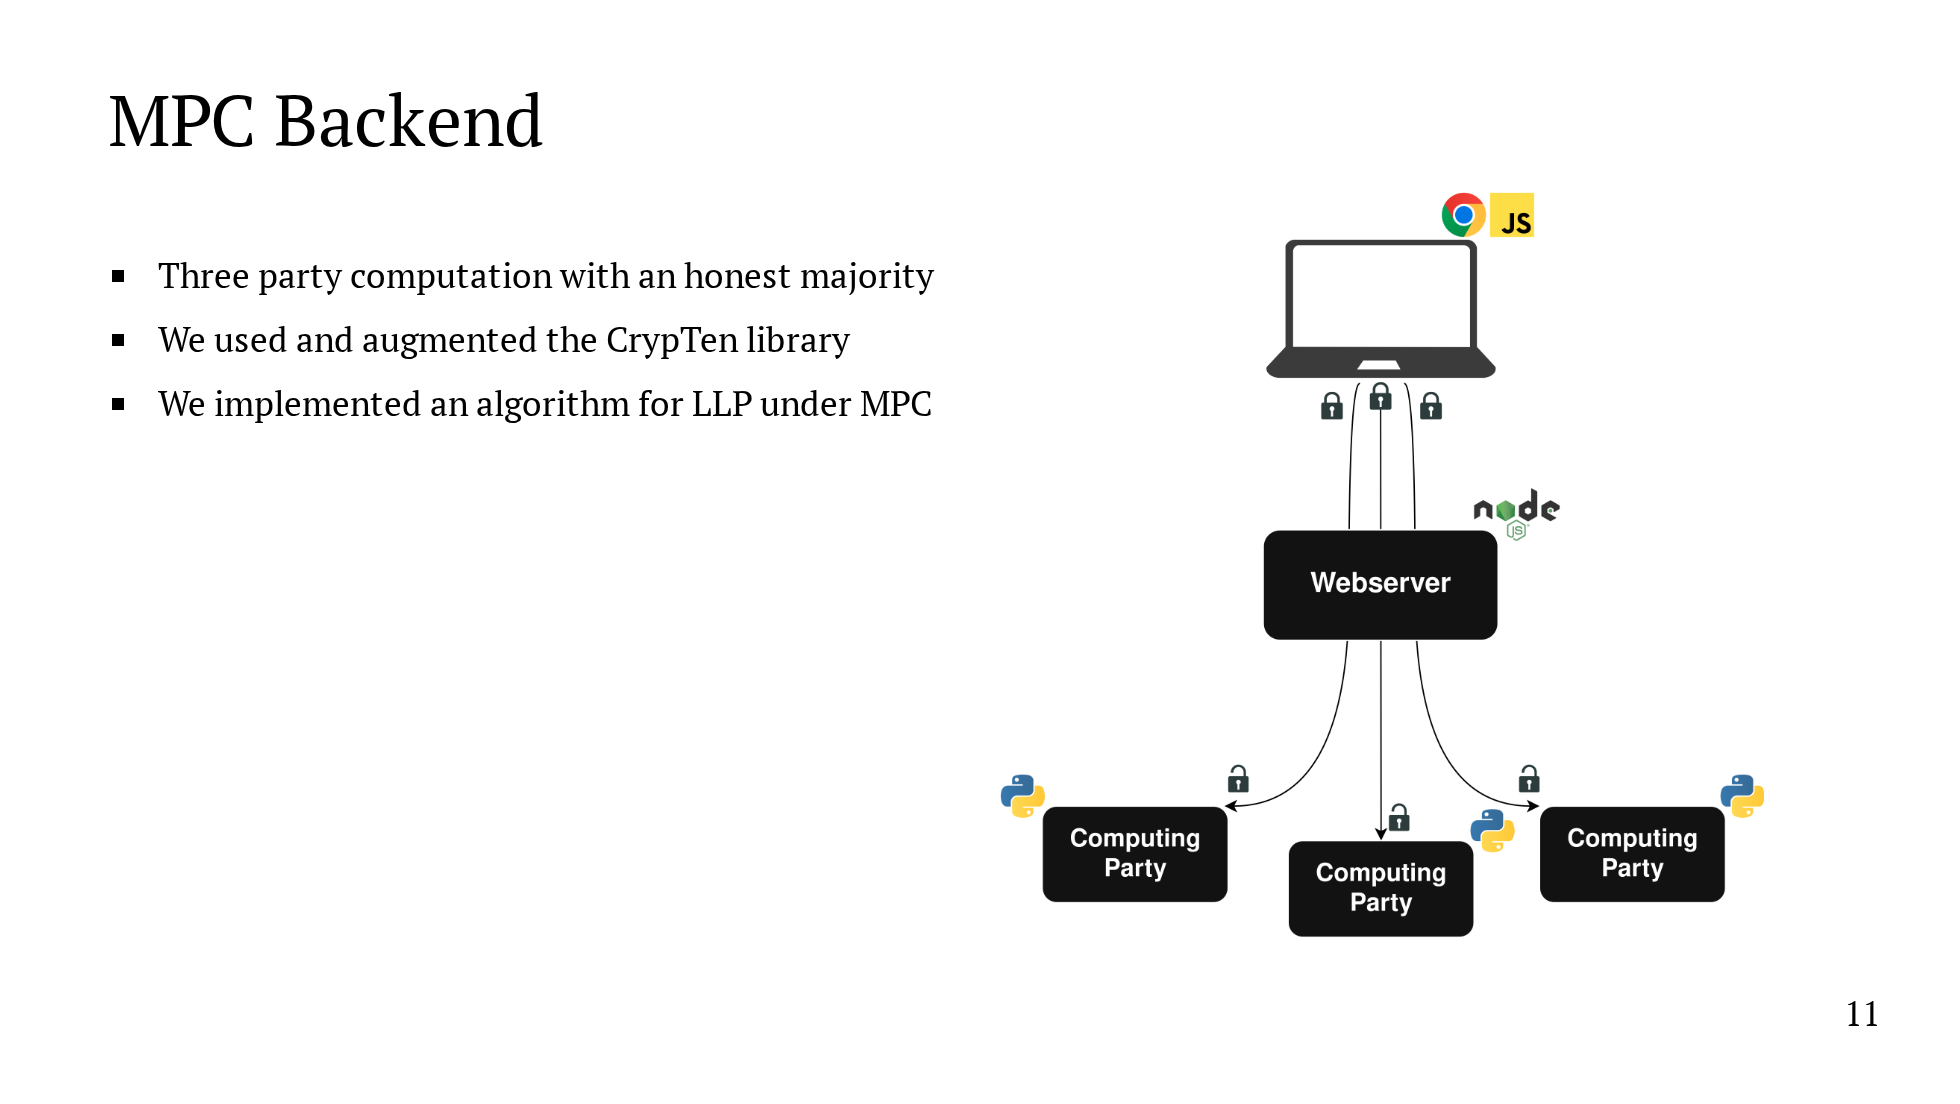 MPC Backend
Three party computation with an honest majority
We used and augmented the CrypTen library
We implemented an algorithm for LLP under MPC
JS
node
JS
Webserver
Computing
Party
Computing
Party
Computing
Party
11